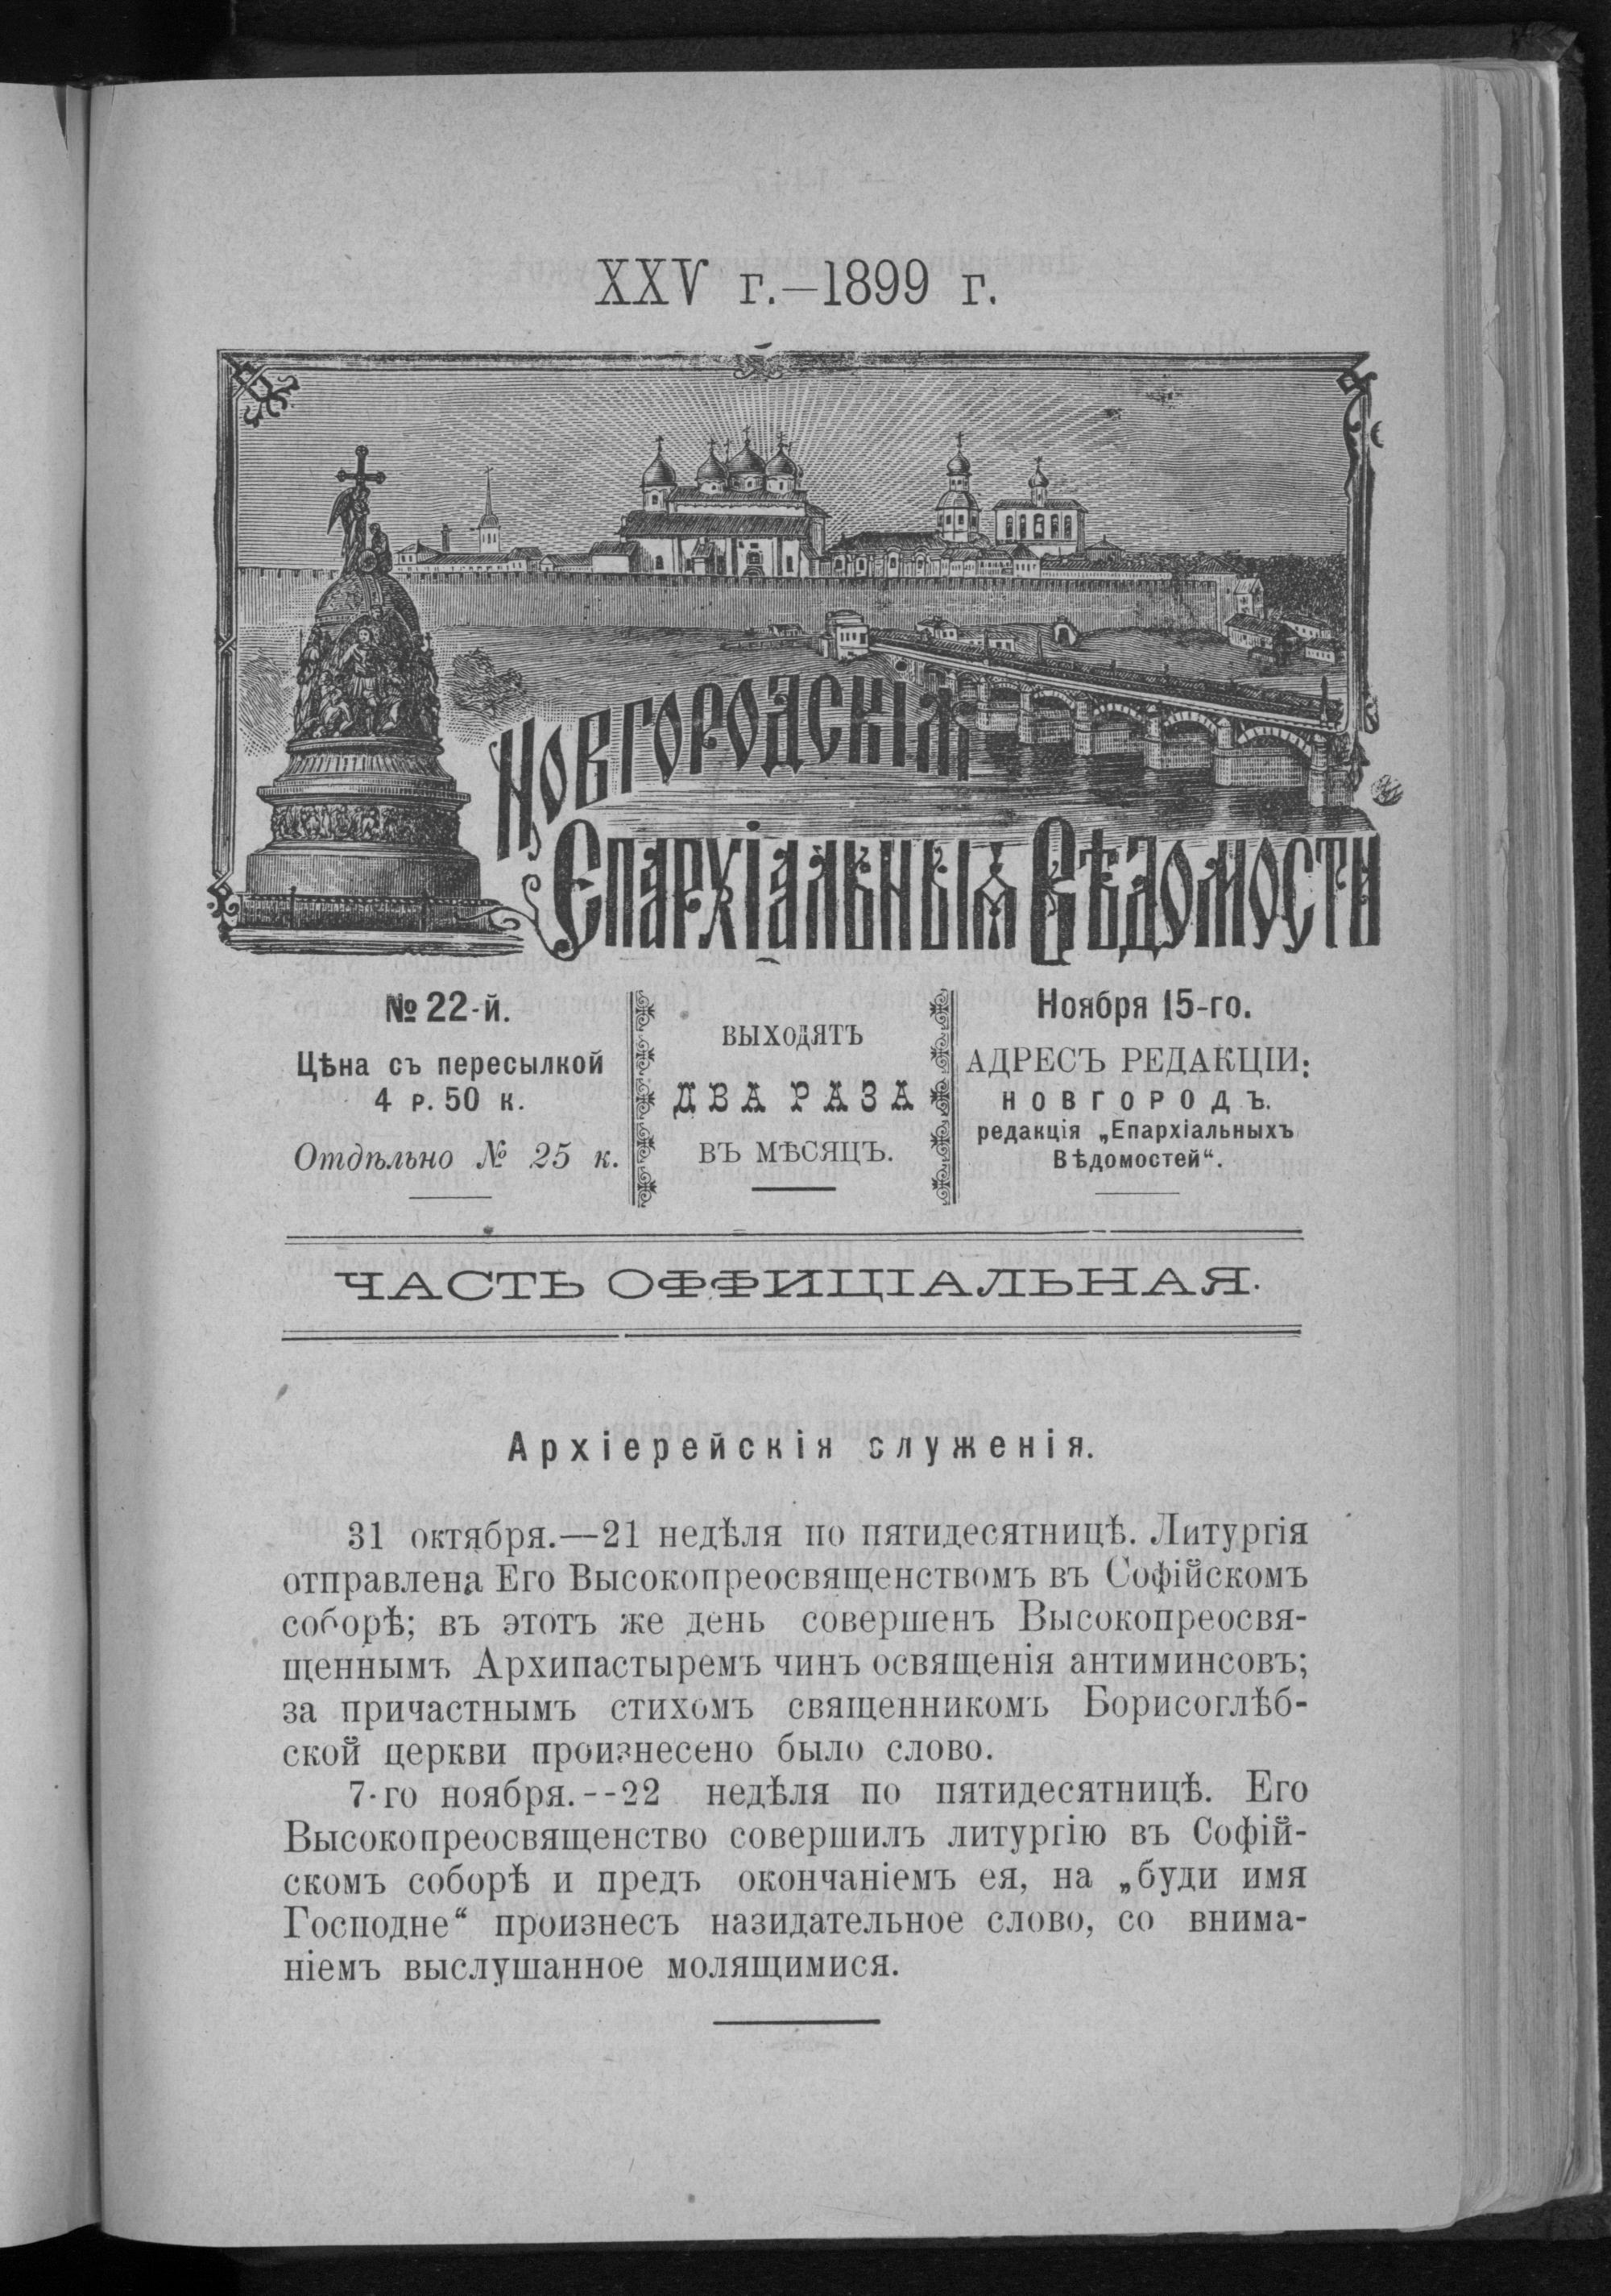 XXV г.—1899 г.
Новгородскія
Епархіальныя Вѣдомости
№ 22-й.
Цѣна съ пересылкой
4 р. 50 к.
Отдѣльно № 25 к.
ВЫХОДЯТЪ
ДВА РАЗА
ВЪ МѢСЯЦЪ.
Ноября 15-го.
АДРЕСЪ РЕДАКЦІИ:
НОВГОРОДЪ.
редакція „Епархіальныхъ
Вѣдомостей“.
ЧАСТЬ ОФФИЦІАЛЬНАЯ.
Архіерейскія служенія.
31 октября.—21 недѣля по пятидесятницѣ. Литургія
отправлена Его Высокопреосвященствомъ въ Софійскомъ
соборѣ; въ этотъ же день совершенъ Высокопреосвя-
щеннымъ Архипастыремъ чинъ освященія антиминсовъ;
за причастнымъ стихомъ священникомъ Борисоглѣб-
ской церкви произнесено было слово.
7-го ноября.--22 недѣля по пятидесятницѣ. Его
Высокопреосвященство совершилъ литургію въ Софій-
скомъ соборѣ и предъ окончаніемъ ея, на „буди имя
Господне“ произнесъ назидательное слово, со внима-
ніемъ выслушанное молящимися.